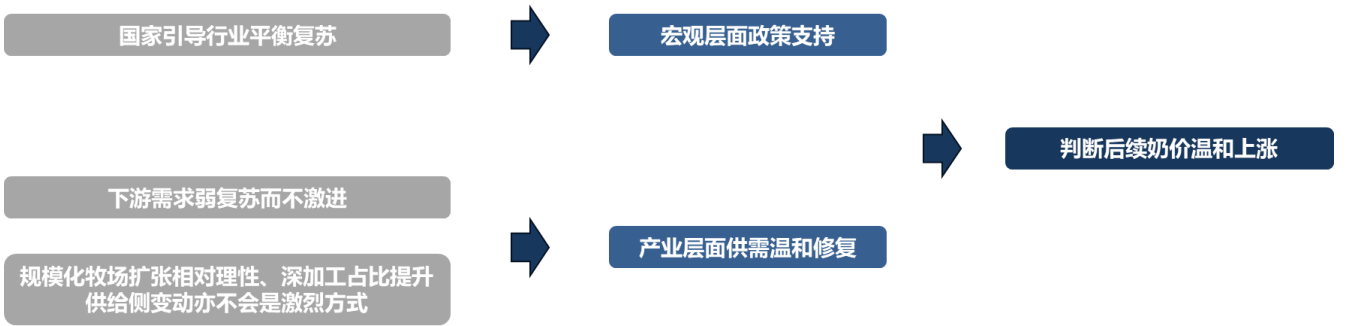 国家引导行业平衡复苏
宏观层面政策支持
判断后续奶价温和上涨
下游需求弱复苏而不激进
产业层面供需温和修复
规模化牧场扩张相对理性、深加工占比提升
供给侧变动亦不会是激烈方式